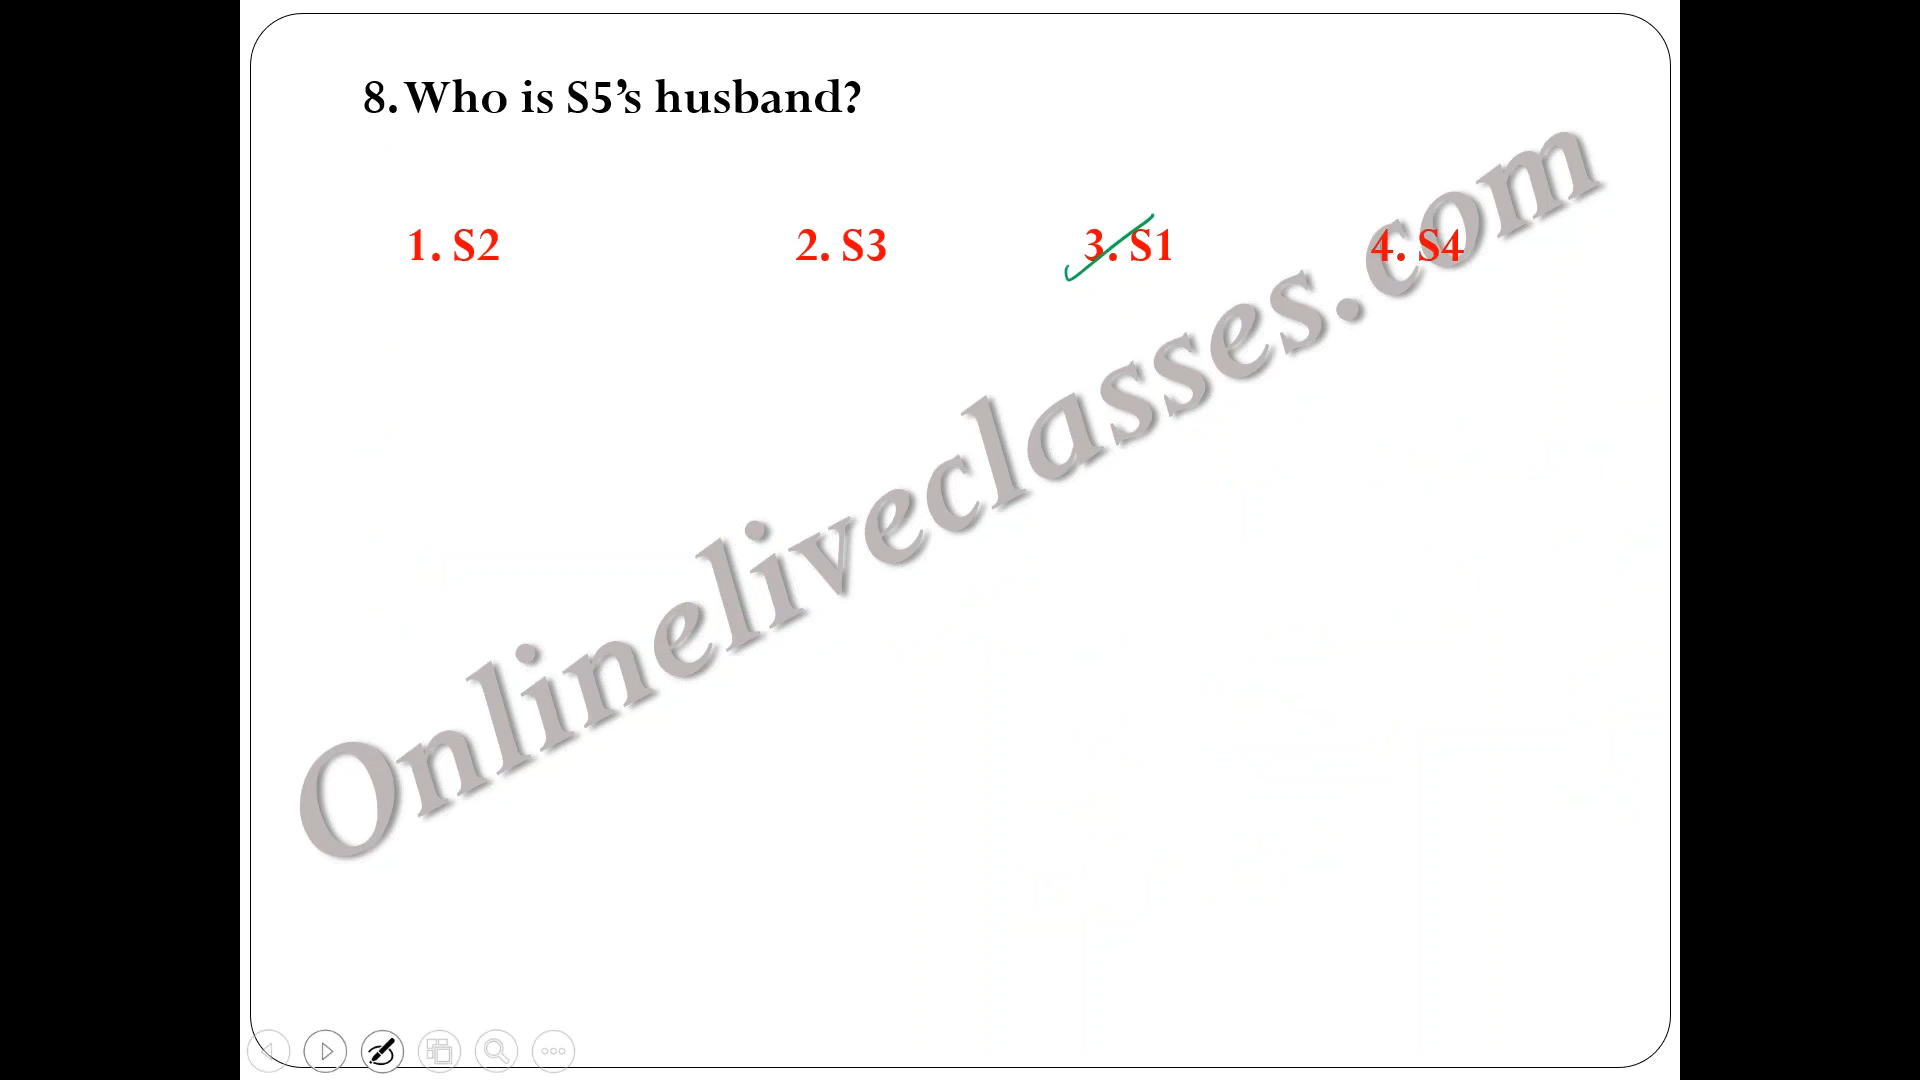 8. Who is S5’s husband?
1. S2 2. S3 3. S1 4. S4
Onlineliveclasses.com